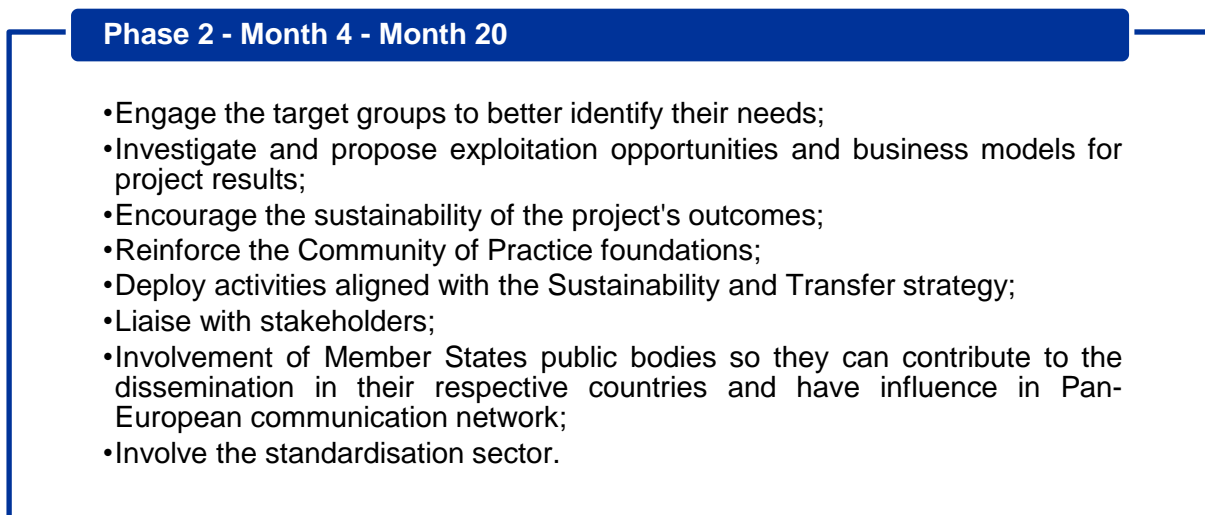 Phase 2 - Month 4 - Month 20
•Engage the target groups to better identify their needs;
•Investigate and propose exploitation opportunities and business models for
project results;
•Encourage the sustainability of the project's outcomes;
•Reinforce the Community of Practice foundations;
•Deploy activities aligned with the Sustainability and Transfer strategy;
•Liaise with stakeholders;
•Involvement of Member States public bodies so they can contribute to the
dissemination in their respective countries and have influence in Pan-
European communication network;
•Involve the standardisation sector.